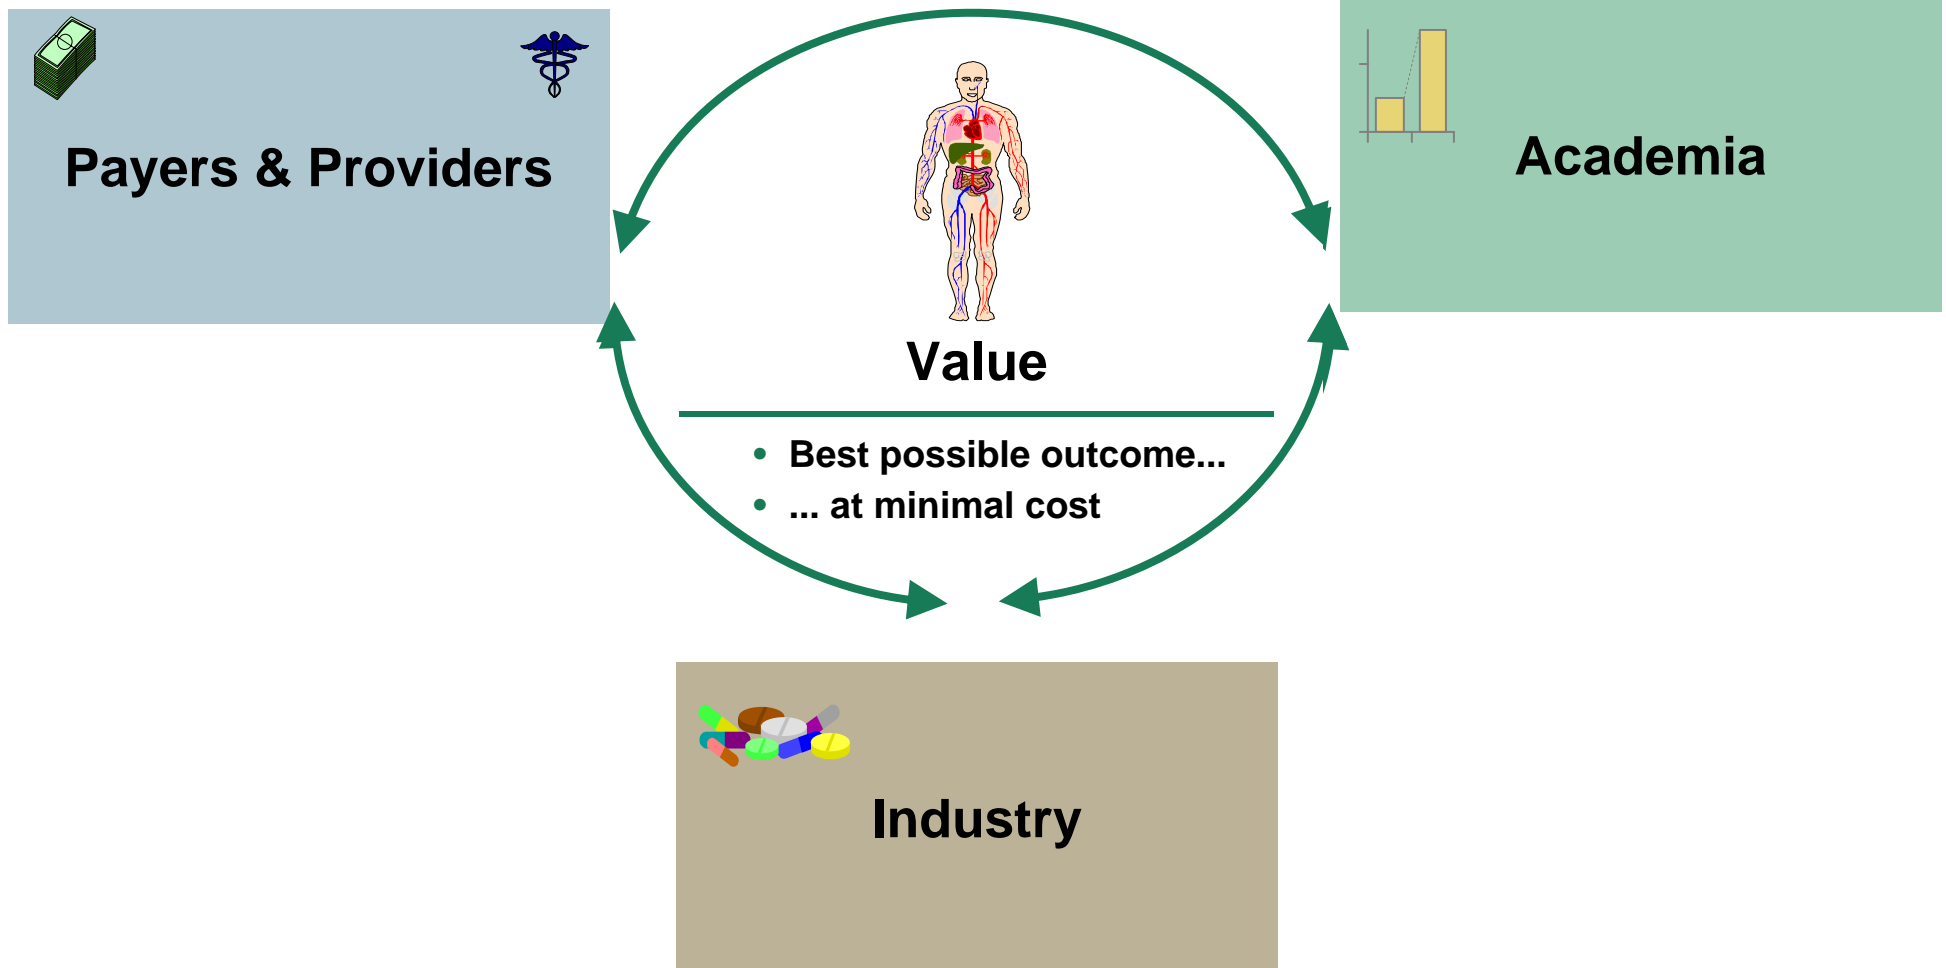 Payers & Providers
Academia
Value
• Best possible outcome...
• ... at minimal cost
Industry